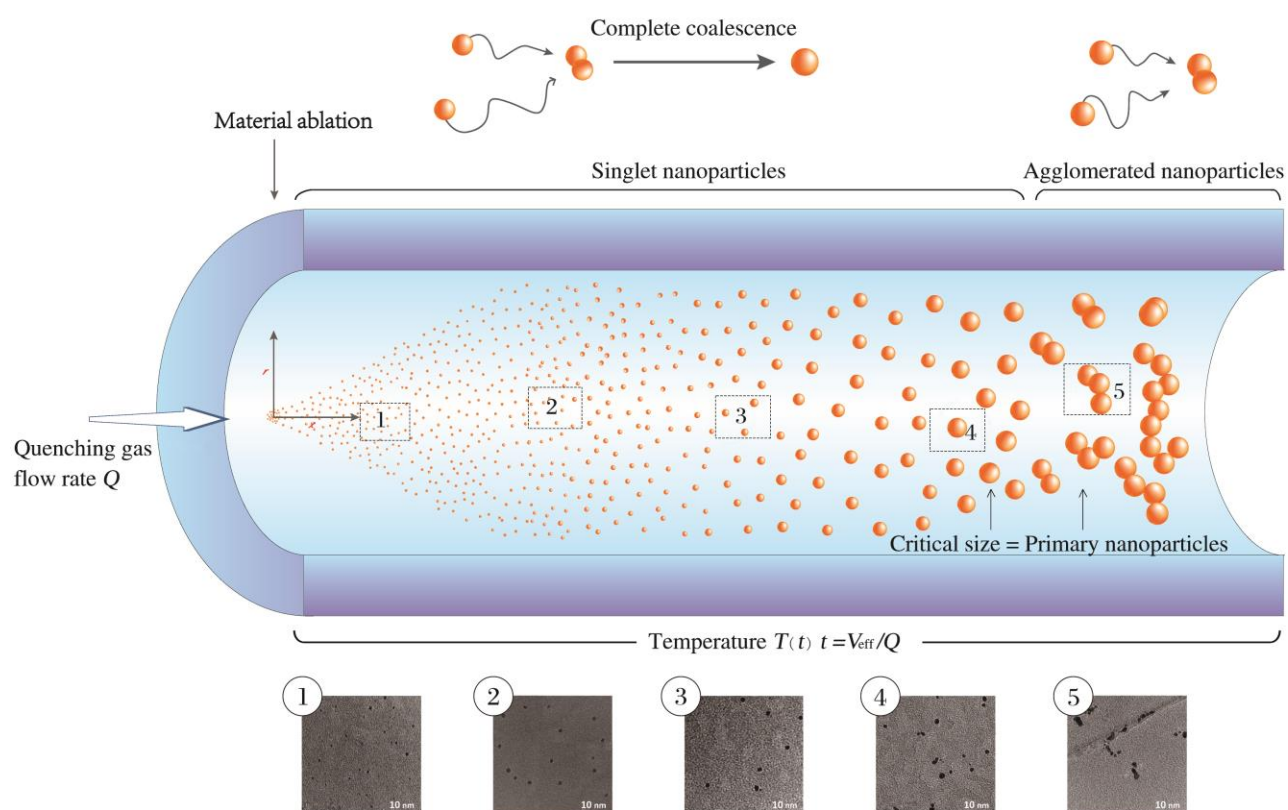 Complete coalescence
Material ablation
Singlet nanoparticles
Agglomerated nanoparticles
r
x
1
2
3
4
5
Quenching gas
flow rate Q
Critical size = Primary nanoparticles
Temperature T(t) t=Veff/Q
1
2
3
4
5
10 nm
10 nm
10 nm
10 nm
10 nm